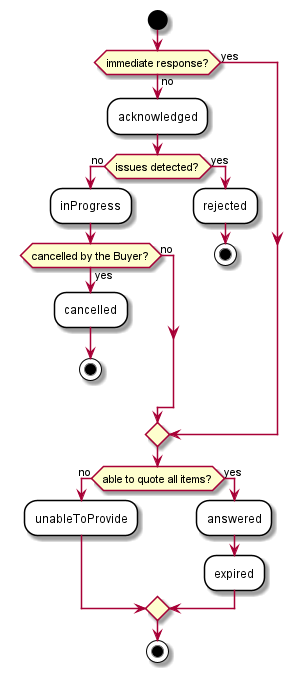 immediate response?
yes
no
acknowledged
no
issues detected?
yes
inProgress
rejected
cancelled by the Buyer?
no
yes
cancelled
no
able to quote all items?
yes
unableToProvide
answered
expired